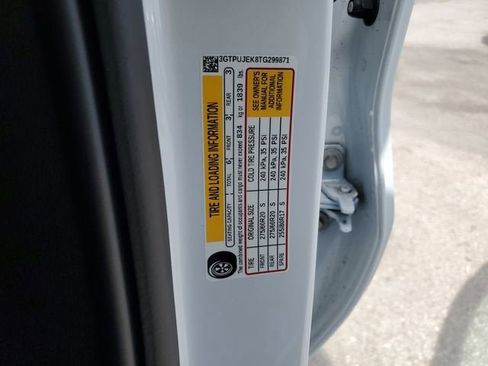 3GTPUJEK8TG299871
TIRE AND LOADING INFORMATION
SEATING CAPACITY TOTAL 6 FRONT 3 REAR 3
The combined weight of occupants and cargo must never exceed 834 kg or 1839 lbs.
TIRE ORIGINAL SIZE COLD TIRE PRESSURE
FRONT 275/60R20 S 240 kPa, 35 PSI
REAR 275/60R20 S 240 kPa, 35 PSI
SPARE 255/80R17 S 240 kPa, 35 PSI
SEE OWNER'S
MANUAL FOR
ADDITIONAL
INFORMATION